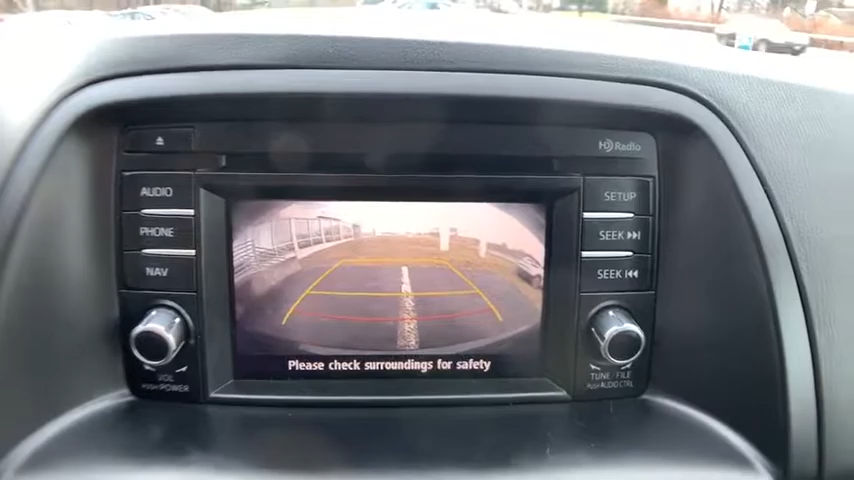 HD Radio
AUDIO
PHONE
NAV
VOL
PUSH POWER
SETUP
SEEK
SEEK
TUNE FILE
PUSH AUDIO CTRL
Please check surroundings for safety